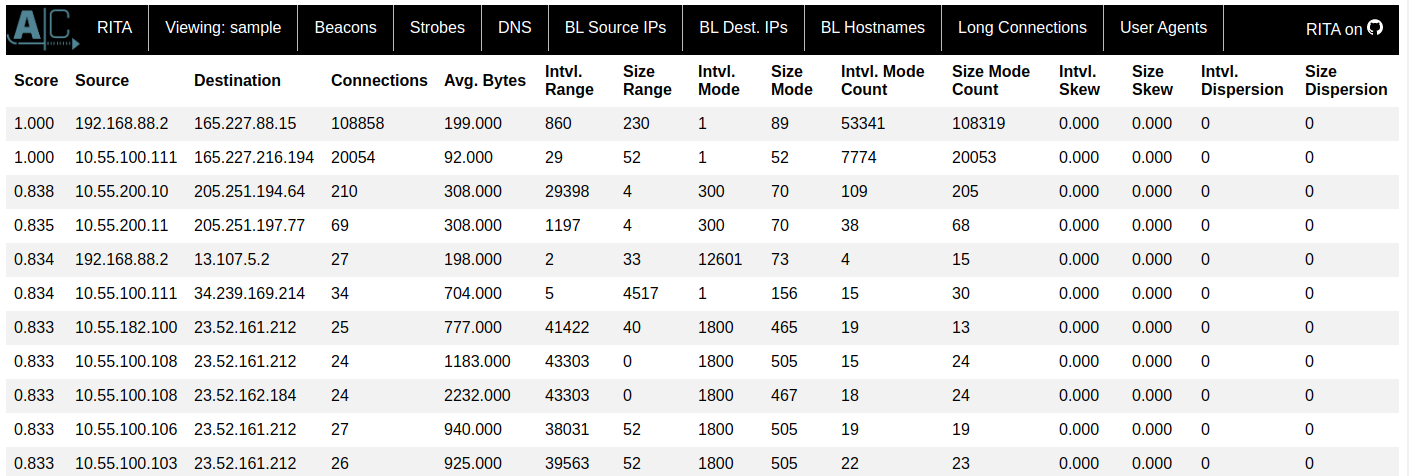 AC RITA Viewing: sample Beacons Strobes DNS BL Source IPs BL Dest. IPs BL Hostnames Long Connections User Agents RITA on
Score Source Destination Connections Avg. Bytes Intvl. Range Size Range Intvl. Mode Size Mode Intvl. Mode Count Size Mode Count Intvl. Skew Size Skew Intvl. Dispersion Size Dispersion
1.000 192.168.88.2 165.227.88.15 108858 199.000 860 230 1 89 53341 108319 0.000 0.000 0 0
1.000 10.55.100.111 165.227.216.194 20054 92.000 29 52 1 52 7774 20053 0.000 0.000 0 0
0.838 10.55.200.10 205.251.194.64 210 308.000 29398 4 300 70 109 205 0.000 0.000 0 0
0.835 10.55.200.11 205.251.197.77 69 308.000 1197 4 300 70 38 68 0.000 0.000 0 0
0.834 192.168.88.2 13.107.5.2 27 198.000 2 33 12601 73 4 15 0.000 0.000 0 0
0.834 10.55.100.111 34.239.169.214 34 704.000 5 4517 1 156 15 30 0.000 0.000 0 0
0.833 10.55.182.100 23.52.161.212 25 777.000 41422 40 1800 465 19 13 0.000 0.000 0 0
0.833 10.55.100.108 23.52.161.212 24 1183.000 43303 0 1800 505 15 24 0.000 0.000 0 0
0.833 10.55.100.108 23.52.162.184 24 2232.000 43303 0 1800 467 18 24 0.000 0.000 0 0
0.833 10.55.100.106 23.52.161.212 27 940.000 38031 52 1800 505 19 19 0.000 0.000 0 0
0.833 10.55.100.103 23.52.161.212 26 925.000 39563 52 1800 505 22 23 0.000 0.000 0 0